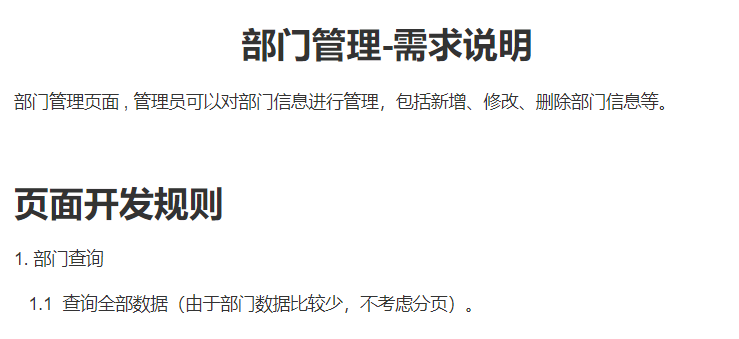 部门管理-需求说明
部门管理页面 , 管理员可以对部门信息进行管理，包括新增、修改、删除部门信息等。
页面开发规则
1. 部门查询
1.1 查询全部数据（由于部门数据比较少，不考虑分页）。